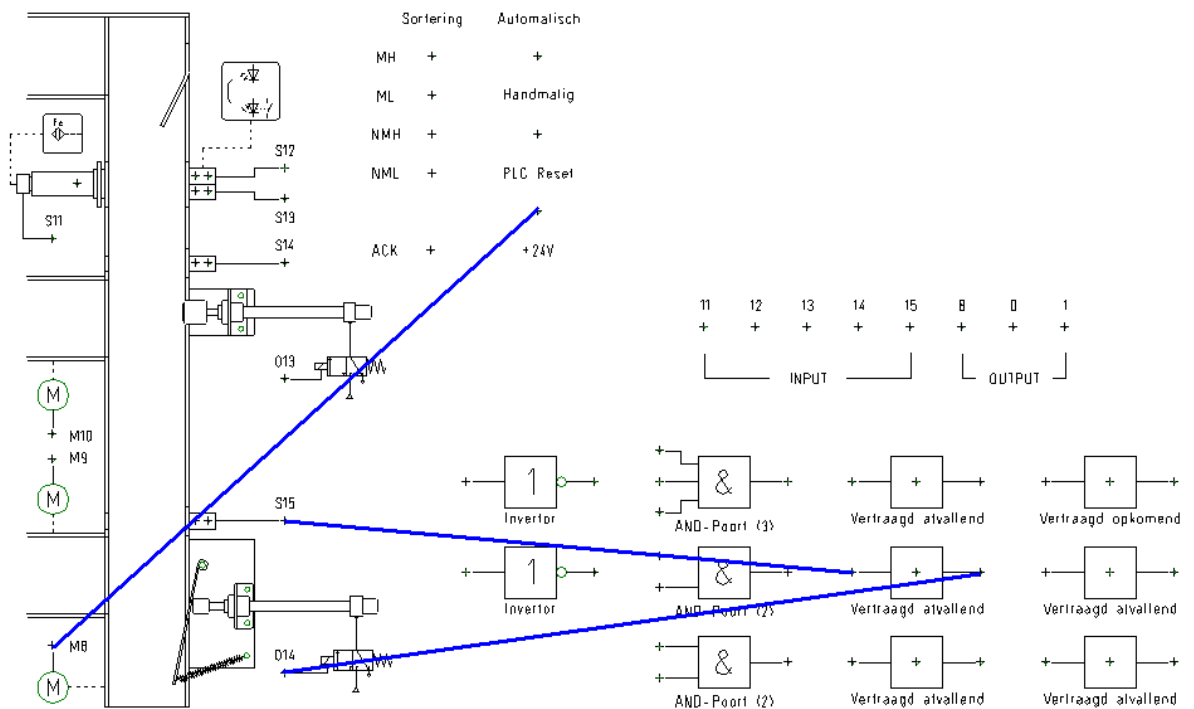 Sortering Automatisch
MH
ML Handmalig
NMH
NML PLC Reset
ACK +24V
Fe
S11
S12
S13
S14
O13
M10
M9
M
M
S15
M8
M
O14
11 12 13 14 15 8 0 1
INPUT OUTPUT
1 &
Invertor AND-Poort (3) Vertraagd afvallend Vertraagd opkomend
1 &
Invertor AND-Poort (2) Vertraagd afvallend Vertraagd afvallend
&
AND-Poort (2) Vertraagd afvallend Vertraagd afvallend